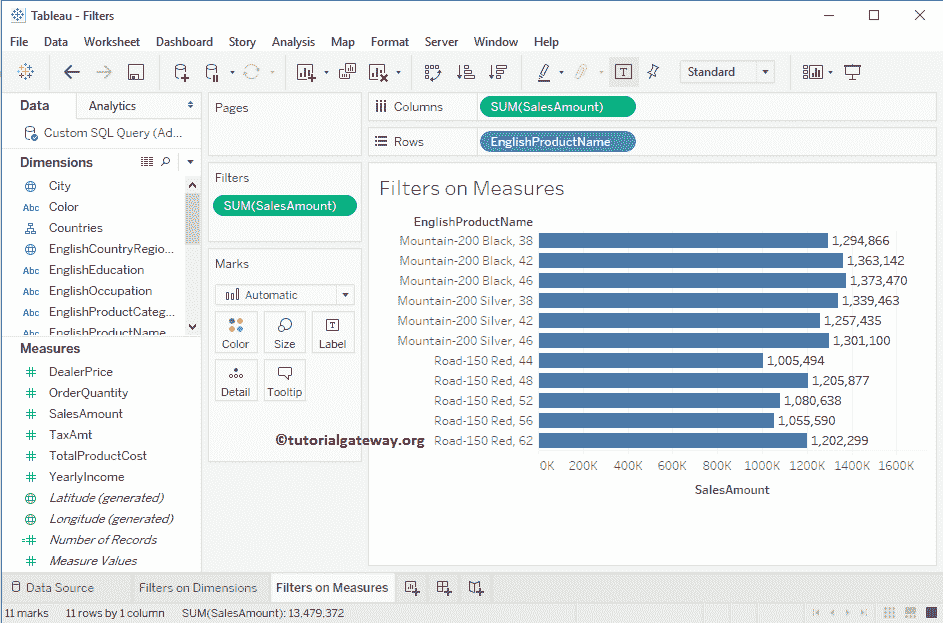 Tableau - Filters
File Data Worksheet Dashboard Story Analysis Map Format Server Window Help
Standard
Data Analytics
Custom SQL Query (Ad...
Dimensions
City
Abc Color
Countries
EnglishCountryRegio...
Abc EnglishEducation
Abc EnglishOccupation
Abc EnglishProductCateg...
Abc EnglishProductName
Measures
DealerPrice
OrderQuantity
SalesAmount
TaxAmt
TotalProductCost
YearlyIncome
Latitude (generated)
Longitude (generated)
Number of Records
Measure Values
Pages
Filters
SUM(SalesAmount)
Marks
Automatic
Color Size Label
Detail Tooltip
©tutorialgateway.org
Columns SUM(SalesAmount)
Rows EnglishProductName
Filters on Measures
EnglishProductName
Mountain-200 Black, 38 1,294,866
Mountain-200 Black, 42 1,363,142
Mountain-200 Black, 46 1,373,470
Mountain-200 Silver, 38 1,339,463
Mountain-200 Silver, 42 1,257,435
Mountain-200 Silver, 46 1,301,100
Road-150 Red, 44 1,005,494
Road-150 Red, 48 1,205,877
Road-150 Red, 52 1,080,638
Road-150 Red, 56 1,055,590
Road-150 Red, 62 1,202,299
0K 200K 400K 600K 800K 1000K 1200K 1400K 1600K
SalesAmount
Data Source Filters on Dimensions Filters on Measures
11 marks 11 rows by 1 column SUM(SalesAmount): 13,479,372